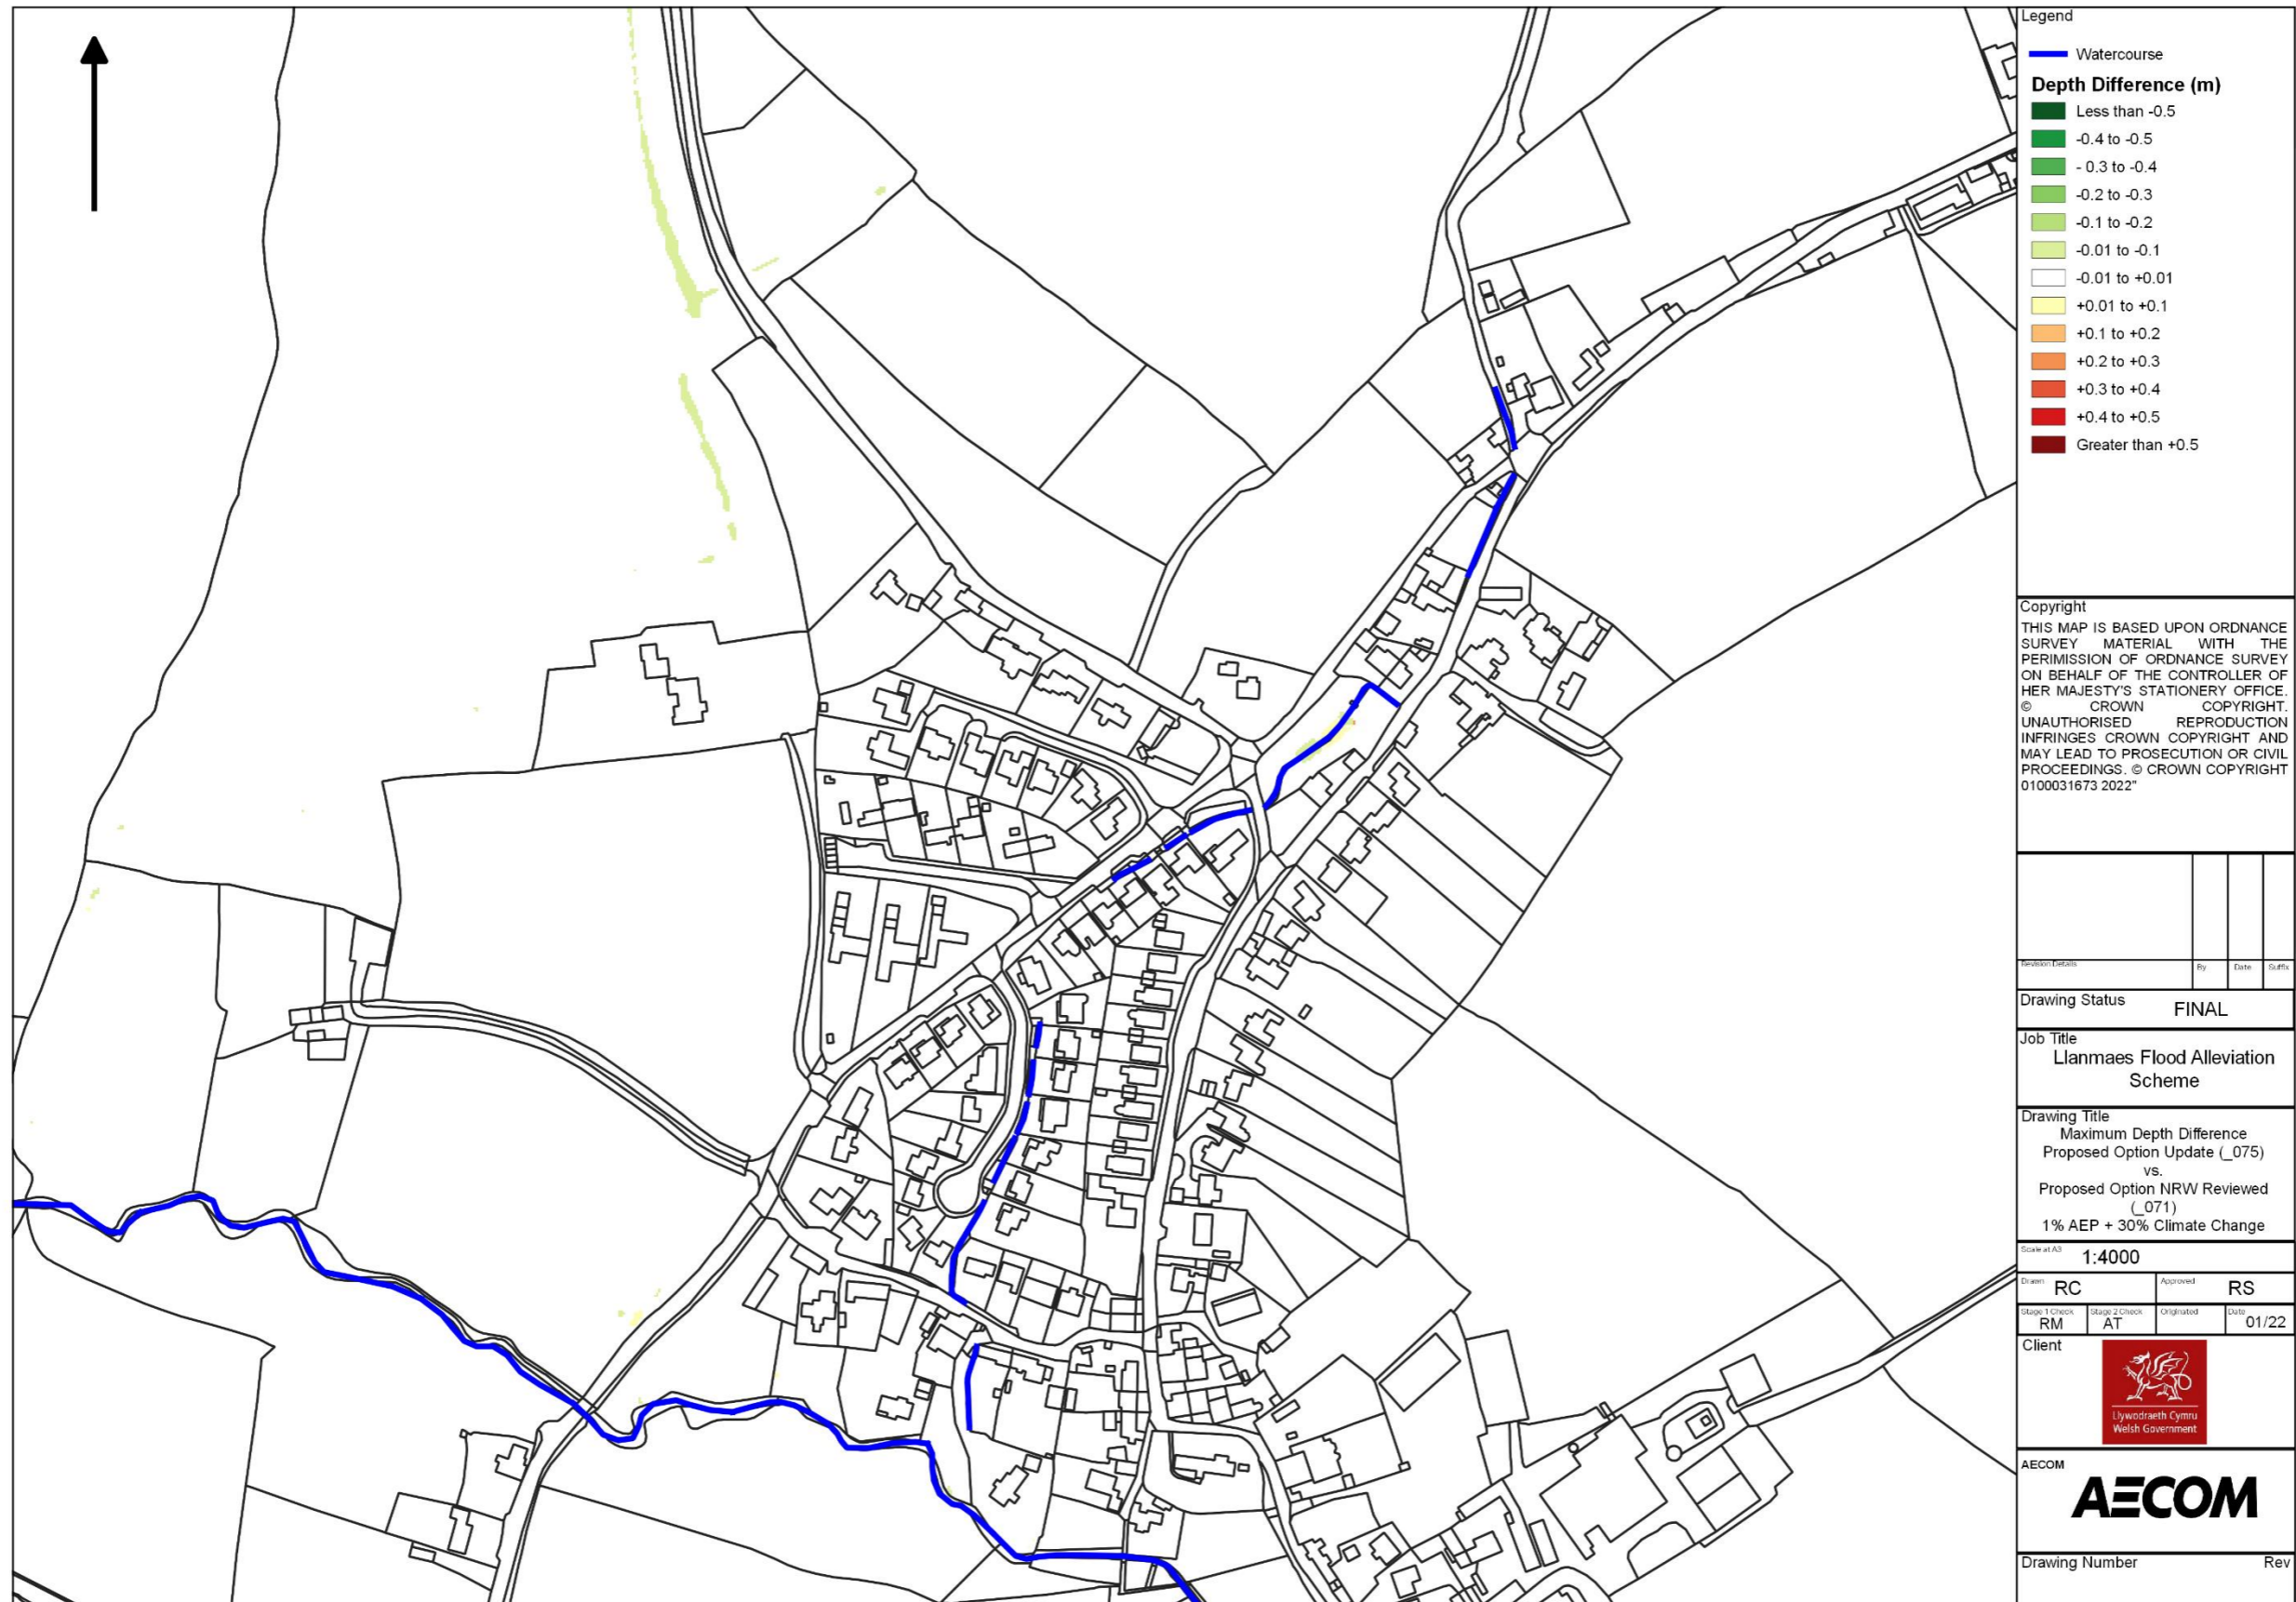 Legend
Watercourse
Depth Difference (m)
Less than -0.5
-0.4 to -0.5
- 0.3 to -0.4
-0.2 to -0.3
-0.1 to -0.2
-0.01 to -0.1
-0.01 to +0.01
+0.01 to +0.1
+0.1 to +0.2
+0.2 to +0.3
+0.3 to +0.4
+0.4 to +0.5
Greater than +0.5
Copyright
THIS MAP IS BASED UPON ORDNANCE
SURVEY MATERIAL WITH THE
PERIMISSION OF ORDNANCE SURVEY
ON BEHALF OF THE CONTROLLER OF
HER MAJESTY'S STATIONERY OFFICE.
© CROWN COPYRIGHT.
UNAUTHORISED REPRODUCTION
INFRINGES CROWN COPYRIGHT AND
MAY LEAD TO PROSECUTION OR CIVIL
PROCEEDINGS. © CROWN COPYRIGHT
0100031673 2022"
Revision Details By Date Suffix
Drawing Status
FINAL
Job Title
Llanmaes Flood Alleviation
Scheme
Drawing Title
Maximum Depth Difference
Proposed Option Update (_075)
vs.
Proposed Option NRW Reviewed
(_071)
1% AEP + 30% Climate Change
Scale at A3 1:4000
Drawn RC Approved RS
Stage 1 Check RM Stage 2 Check AT Originated Date 01/22
Client
Llywodraeth Cymru
Welsh Government
AECOM
AECOM
Drawing Number Rev